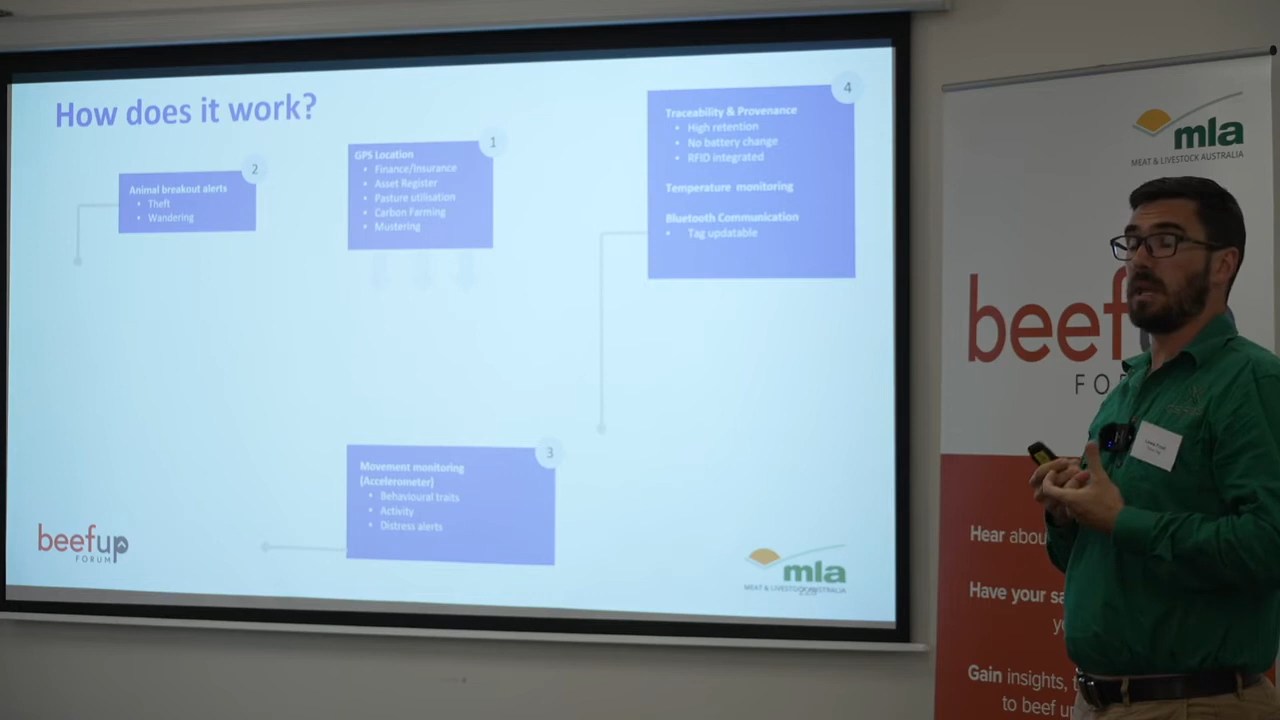 How does it work?
2
Animal breakout alerts
• Theft
• Wandering
1
GPS Location
• Finance/Insurance
• Asset Register
• Pasture utilisation
• Carbon Farming
• Mustering
4
Traceability & Provenance
• High retention
• No battery change
• RFID integrated
Temperature monitoring
Bluetooth Communication
• Tag updatable
3
Movement monitoring
(Accelerometer)
• Behavioural traits
• Activity
• Distress alerts
beefup
FORUM
mla
MEAT & LIVESTOCK AUSTRALIA
mla
MEAT & LIVESTOCK AUSTRALIA
beef
FO
Hear abou
Have your sa
yo
Gain insights, t
to beef u